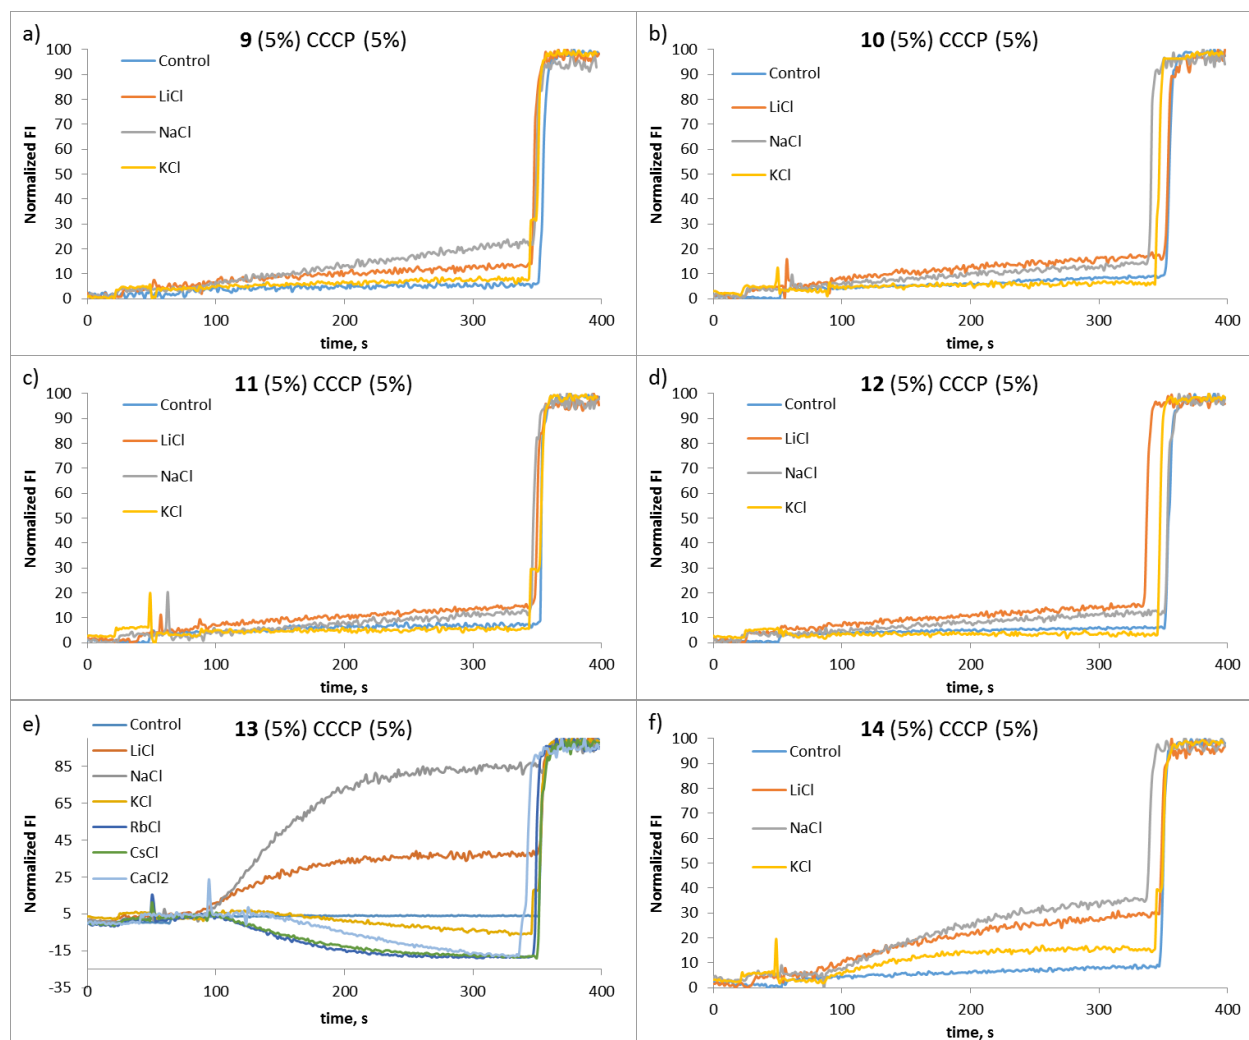 a)
9 (5%) CCCP (5%)
Normalized FI
100
90
80
70
60
50
40
30
20
10
0
Control
LiCl
NaCl
KCl
0 100 200 300 400
time, s
b)
10 (5%) CCCP (5%)
Normalized FI
100
90
80
70
60
50
40
30
20
10
0
Control
LiCl
NaCl
KCl
0 100 200 300 400
time, s
c)
11 (5%) CCCP (5%)
Normalized FI
100
90
80
70
60
50
40
30
20
10
0
Control
LiCl
NaCl
KCl
0 100 200 300 400
time, s
d)
12 (5%) CCCP (5%)
Normalized FI
100
90
80
70
60
50
40
30
20
10
0
Control
LiCl
NaCl
KCl
0 100 200 300 400
time, s
e)
13 (5%) CCCP (5%)
Normalized FI
85
65
45
25
5
-15
-35
Control
LiCl
NaCl
KCl
RbCl
CsCl
CaCl2
0 100 200 300 400
time, s
f)
14 (5%) CCCP (5%)
Normalized FI
100
90
80
70
60
50
40
30
20
10
0
Control
LiCl
NaCl
KCl
0 100 200 300 400
time, s